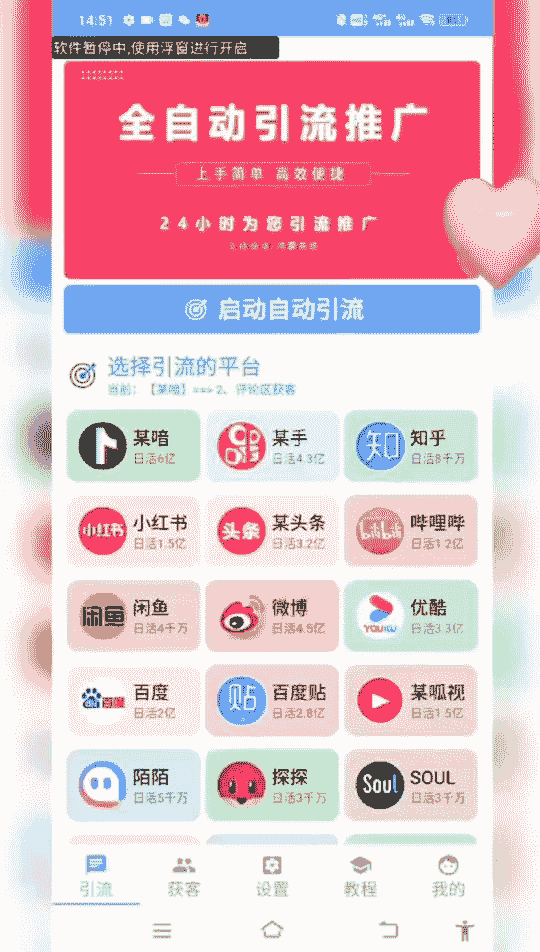 14:51
软件暂停中,使用浮窗进行开启
全自动引流推广
上手简单 高效便捷
24小时为您引流推广
启动自动引流
选择引流的平台
当前：【某喑】==> 2、评论区获客
某喑
日活6亿
某手
日活4.3亿
知
知乎
日活8千万
小红书
小红书
日活1.5亿
头条
某头条
日活3.2亿
bilibili
哔哩哔
日活1.2亿
闲鱼
闲鱼
日活4千万
微博
日活4.5亿
YOUKU
优酷
日活3.3亿
百度
日活2亿
贴
百度贴
日活2.8亿
某呱视
日活1.5亿
陌陌
日活5千万
探探
日活3千万
Soul
SOUL
日活3千万
引流
获客
设置
教程
我的